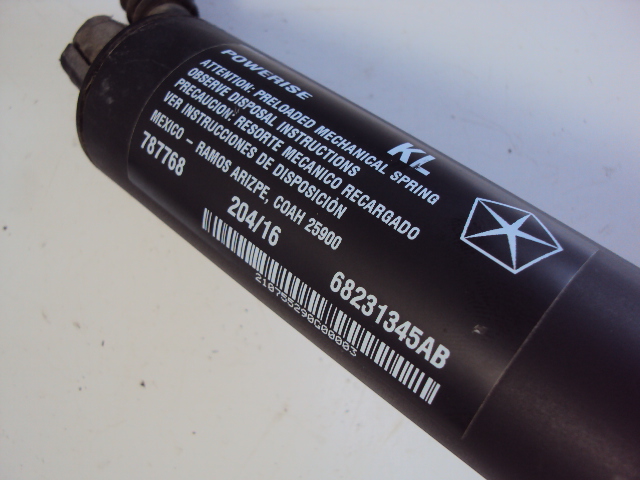 POWERISE
KL
ATTENTION: PRELOADED MECHANICAL SPRING
OBSERVE DISPOSAL INSTRUCTIONS
PRECAUCION: RESORTE MECANICO RECARGADO
VER INSTRUCCIONES DE DISPOSICIÓN
MEXICO - RAMOS ARIZPE, COAH 25900
787768
204/16
68231345AB
210755290G00003